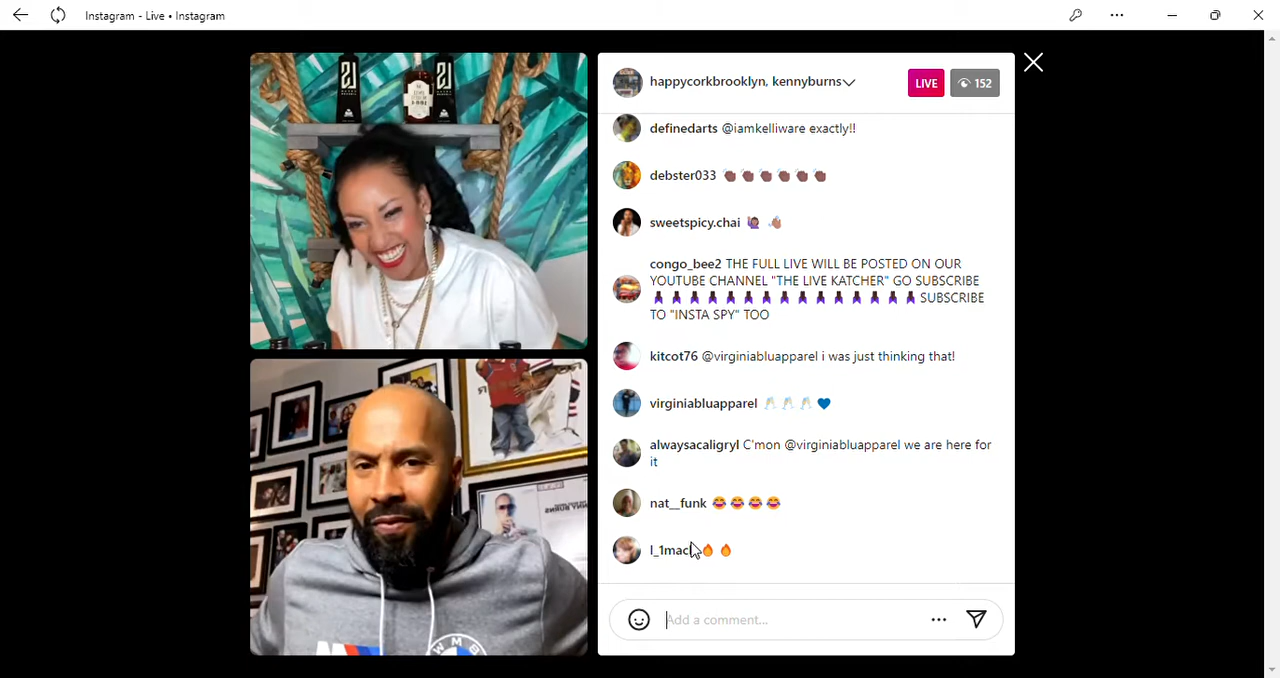 Instagram - Live • Instagram
happycorkbrooklyn, kennyburns
LIVE
152
definedarts @iamkelliware exactly!!
debster033 👏🏿👏🏿👏🏿👏🏿👏🏿👏🏿
sweetspicy.chai 🙋🏽‍♀️ 👋🏽
congo_bee2 THE FULL LIVE WILL BE POSTED ON OUR
YOUTUBE CHANNEL "THE LIVE KATCHER" GO SUBSCRIBE
SUBSCRIBE
TO "INSTA SPY" TOO
kitcot76 @virginiabluapparel i was just thinking that!
virginiabluapparel 🥂 🥂 🥂 💙
alwaysacaligryl C'mon @virginiabluapparel we are here for
it
nat__funk 😂😂😂😂
🔥 🔥
Add a comment...